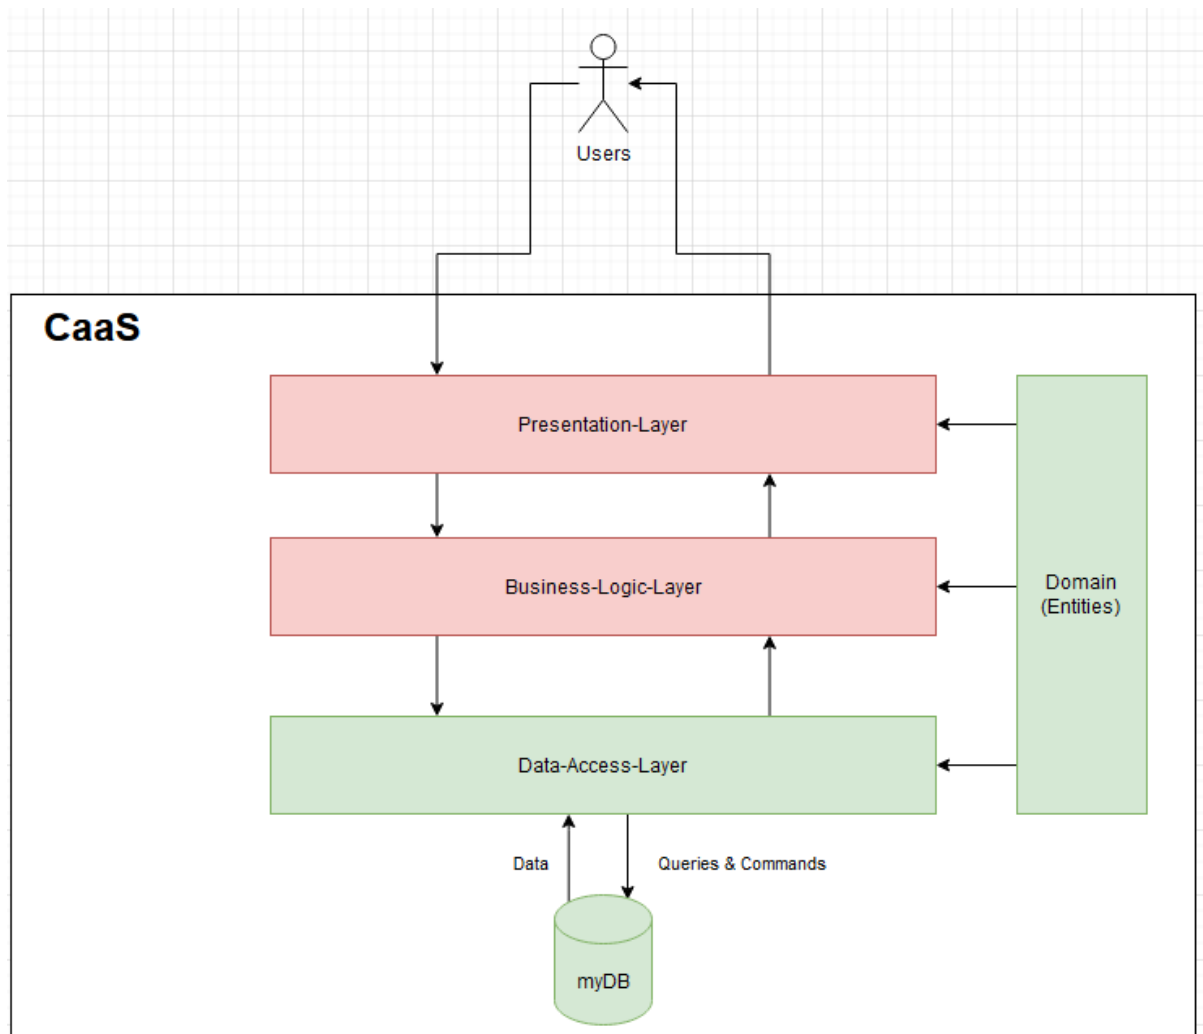 Users
CaaS
Presentation-Layer
Business-Logic-Layer
Domain
(Entities)
Data-Access-Layer
Data
Queries & Commands
myDB